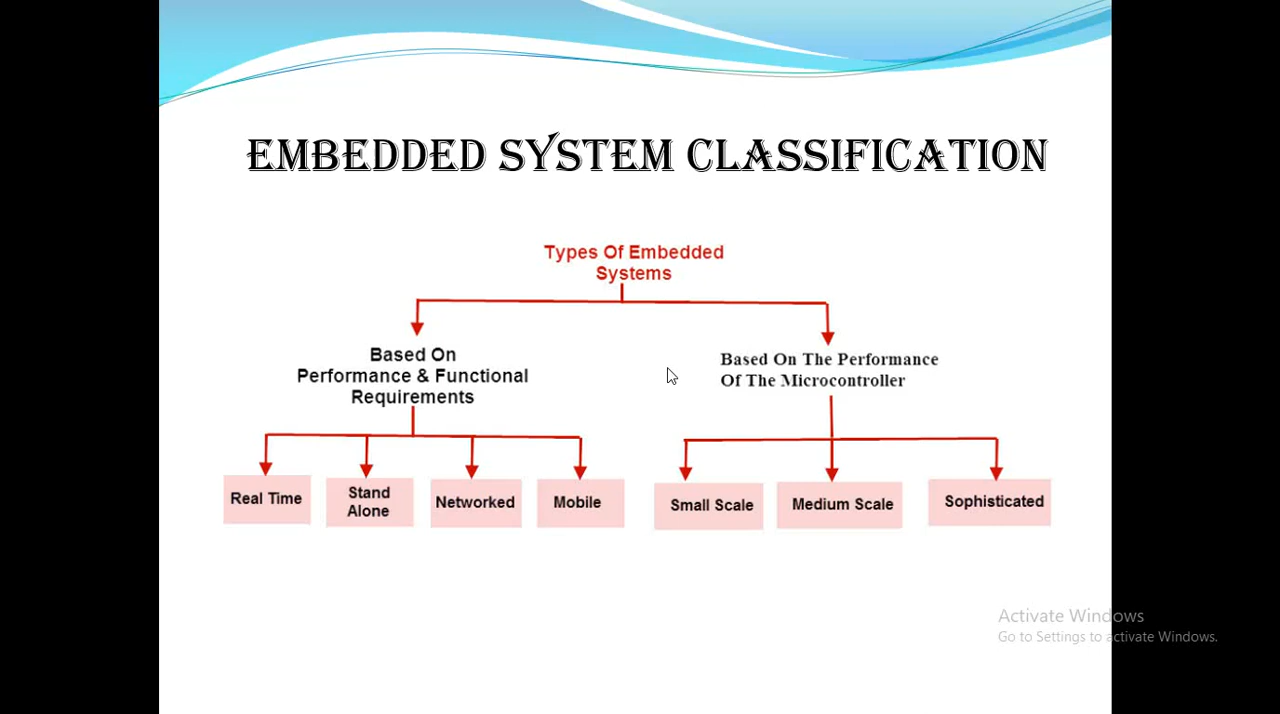 EMBEDDED SYSTEM CLASSIFICATION
Types Of Embedded
Systems
Based On
Performance & Functional
Requirements
Based On The Performance
Of The Microcontroller
Real Time
Stand
Alone
Networked
Mobile
Small Scale
Medium Scale
Sophisticated
Activate Windows
Go to Settings to activate Windows.